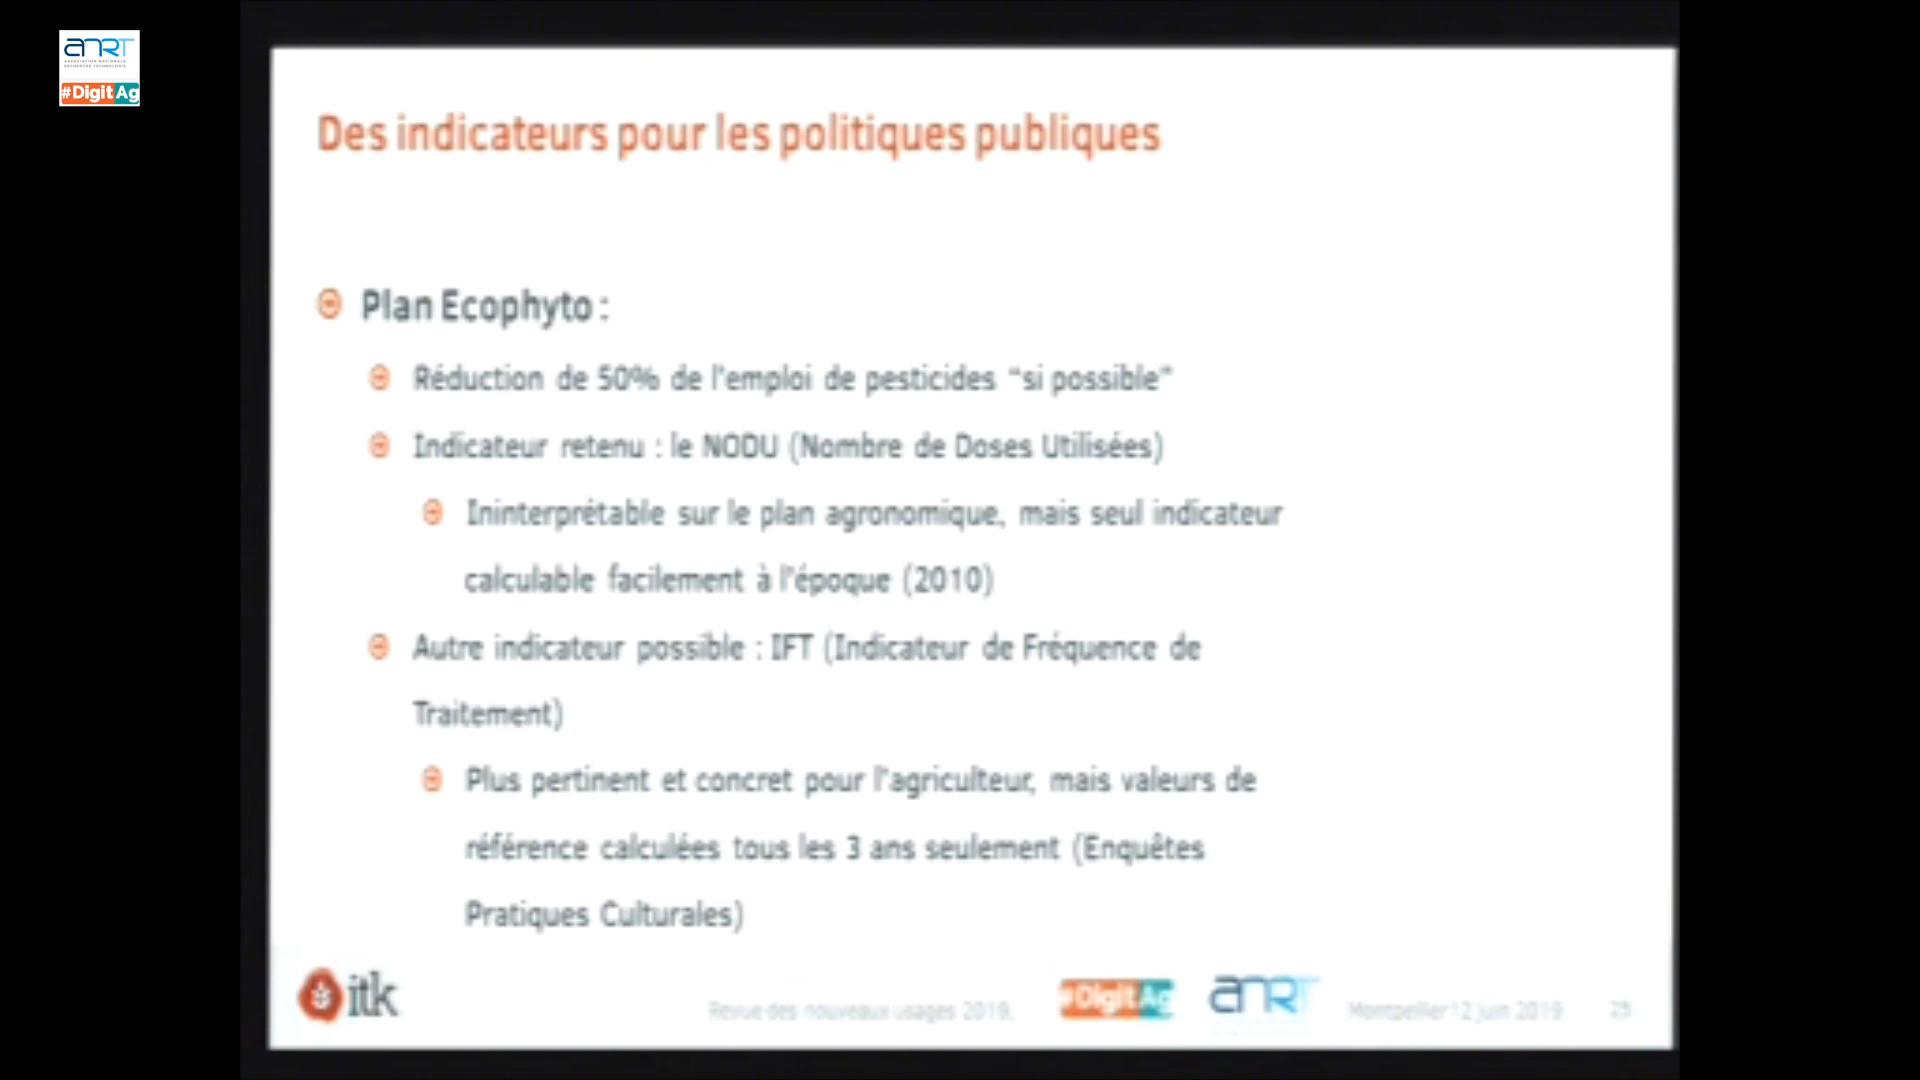 anrt
ASSOCIATION NATIONALE
RECHERCHE TECHNOLOGIE
#DigitAg
Des indicateurs pour les politiques publiques
Plan Ecophyto :
Réduction de 50% de l'emploi de pesticides "si possible"
Indicateur retenu : le NODU (Nombre de Doses Utilisées)
Ininterprétable sur le plan agronomique, mais seul indicateur
calculable facilement à l'époque (2010)
Autre indicateur possible : IFT (Indicateur de Fréquence de
Traitement)
Plus pertinent et concret pour l'agriculteur, mais valeurs de
référence calculées tous les 3 ans seulement (Enquêtes
Pratiques Culturales)
itk
Revue des nouveaux usages 2019,
#DigitAg
anrt
Montpellier 12 juin 2019